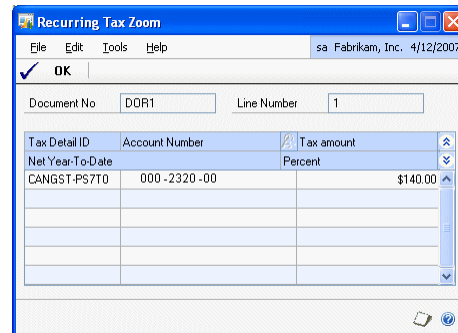 Recurring Tax Zoom
File Edit Tools Help sa Fabrikam, Inc. 4/12/2007
OK
Document No DOR1 Line Number 1
Tax Detail ID Account Number Tax amount
Net Year-To-Date Percent
CANGST-PS7T0 000 -2320 -00 $140.00